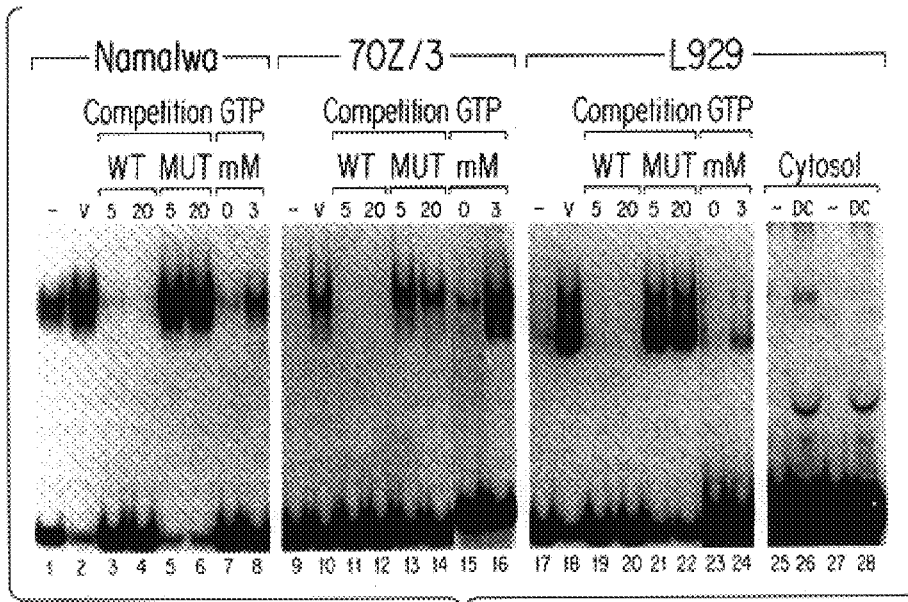 Namalwa 70Z/3 L929
Competition GTP Competition GTP Competition GTP
WT MUT mM WT MUT mM WT MUT mM Cytosol
- V 5 20 5 20 0 3 - V 5 20 5 20 0 3 - V 5 20 5 20 0 3 - DC - DC
1 2 3 4 5 6 7 8 9 10 11 12 13 14 15 16 17 18 19 20 21 22 23 24 25 26 27 28